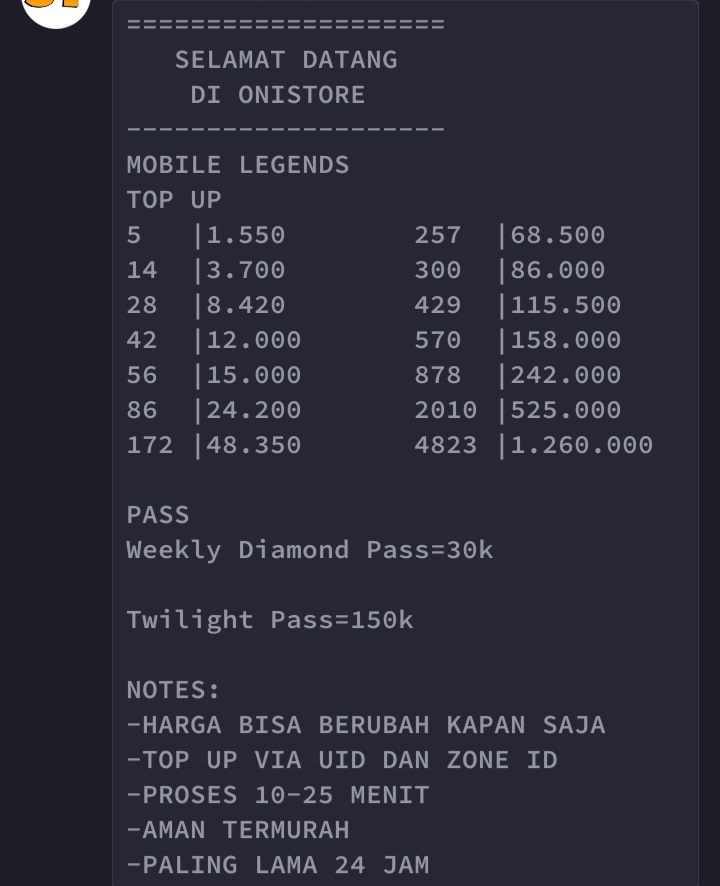 ====================
SELAMAT DATANG
DI ONISTORE
--------------------
MOBILE LEGENDS
TOP UP
5 |1.550 257 |68.500
14 |3.700 300 |86.000
28 |8.420 429 |115.500
42 |12.000 570 |158.000
56 |15.000 878 |242.000
86 |24.200 2010 |525.000
172 |48.350 4823 |1.260.000
PASS
Weekly Diamond Pass=30k
Twilight Pass=150k
NOTES:
-HARGA BISA BERUBAH KAPAN SAJA
-TOP UP VIA UID DAN ZONE ID
-PROSES 10-25 MENIT
-AMAN TERMURAH
-PALING LAMA 24 JAM